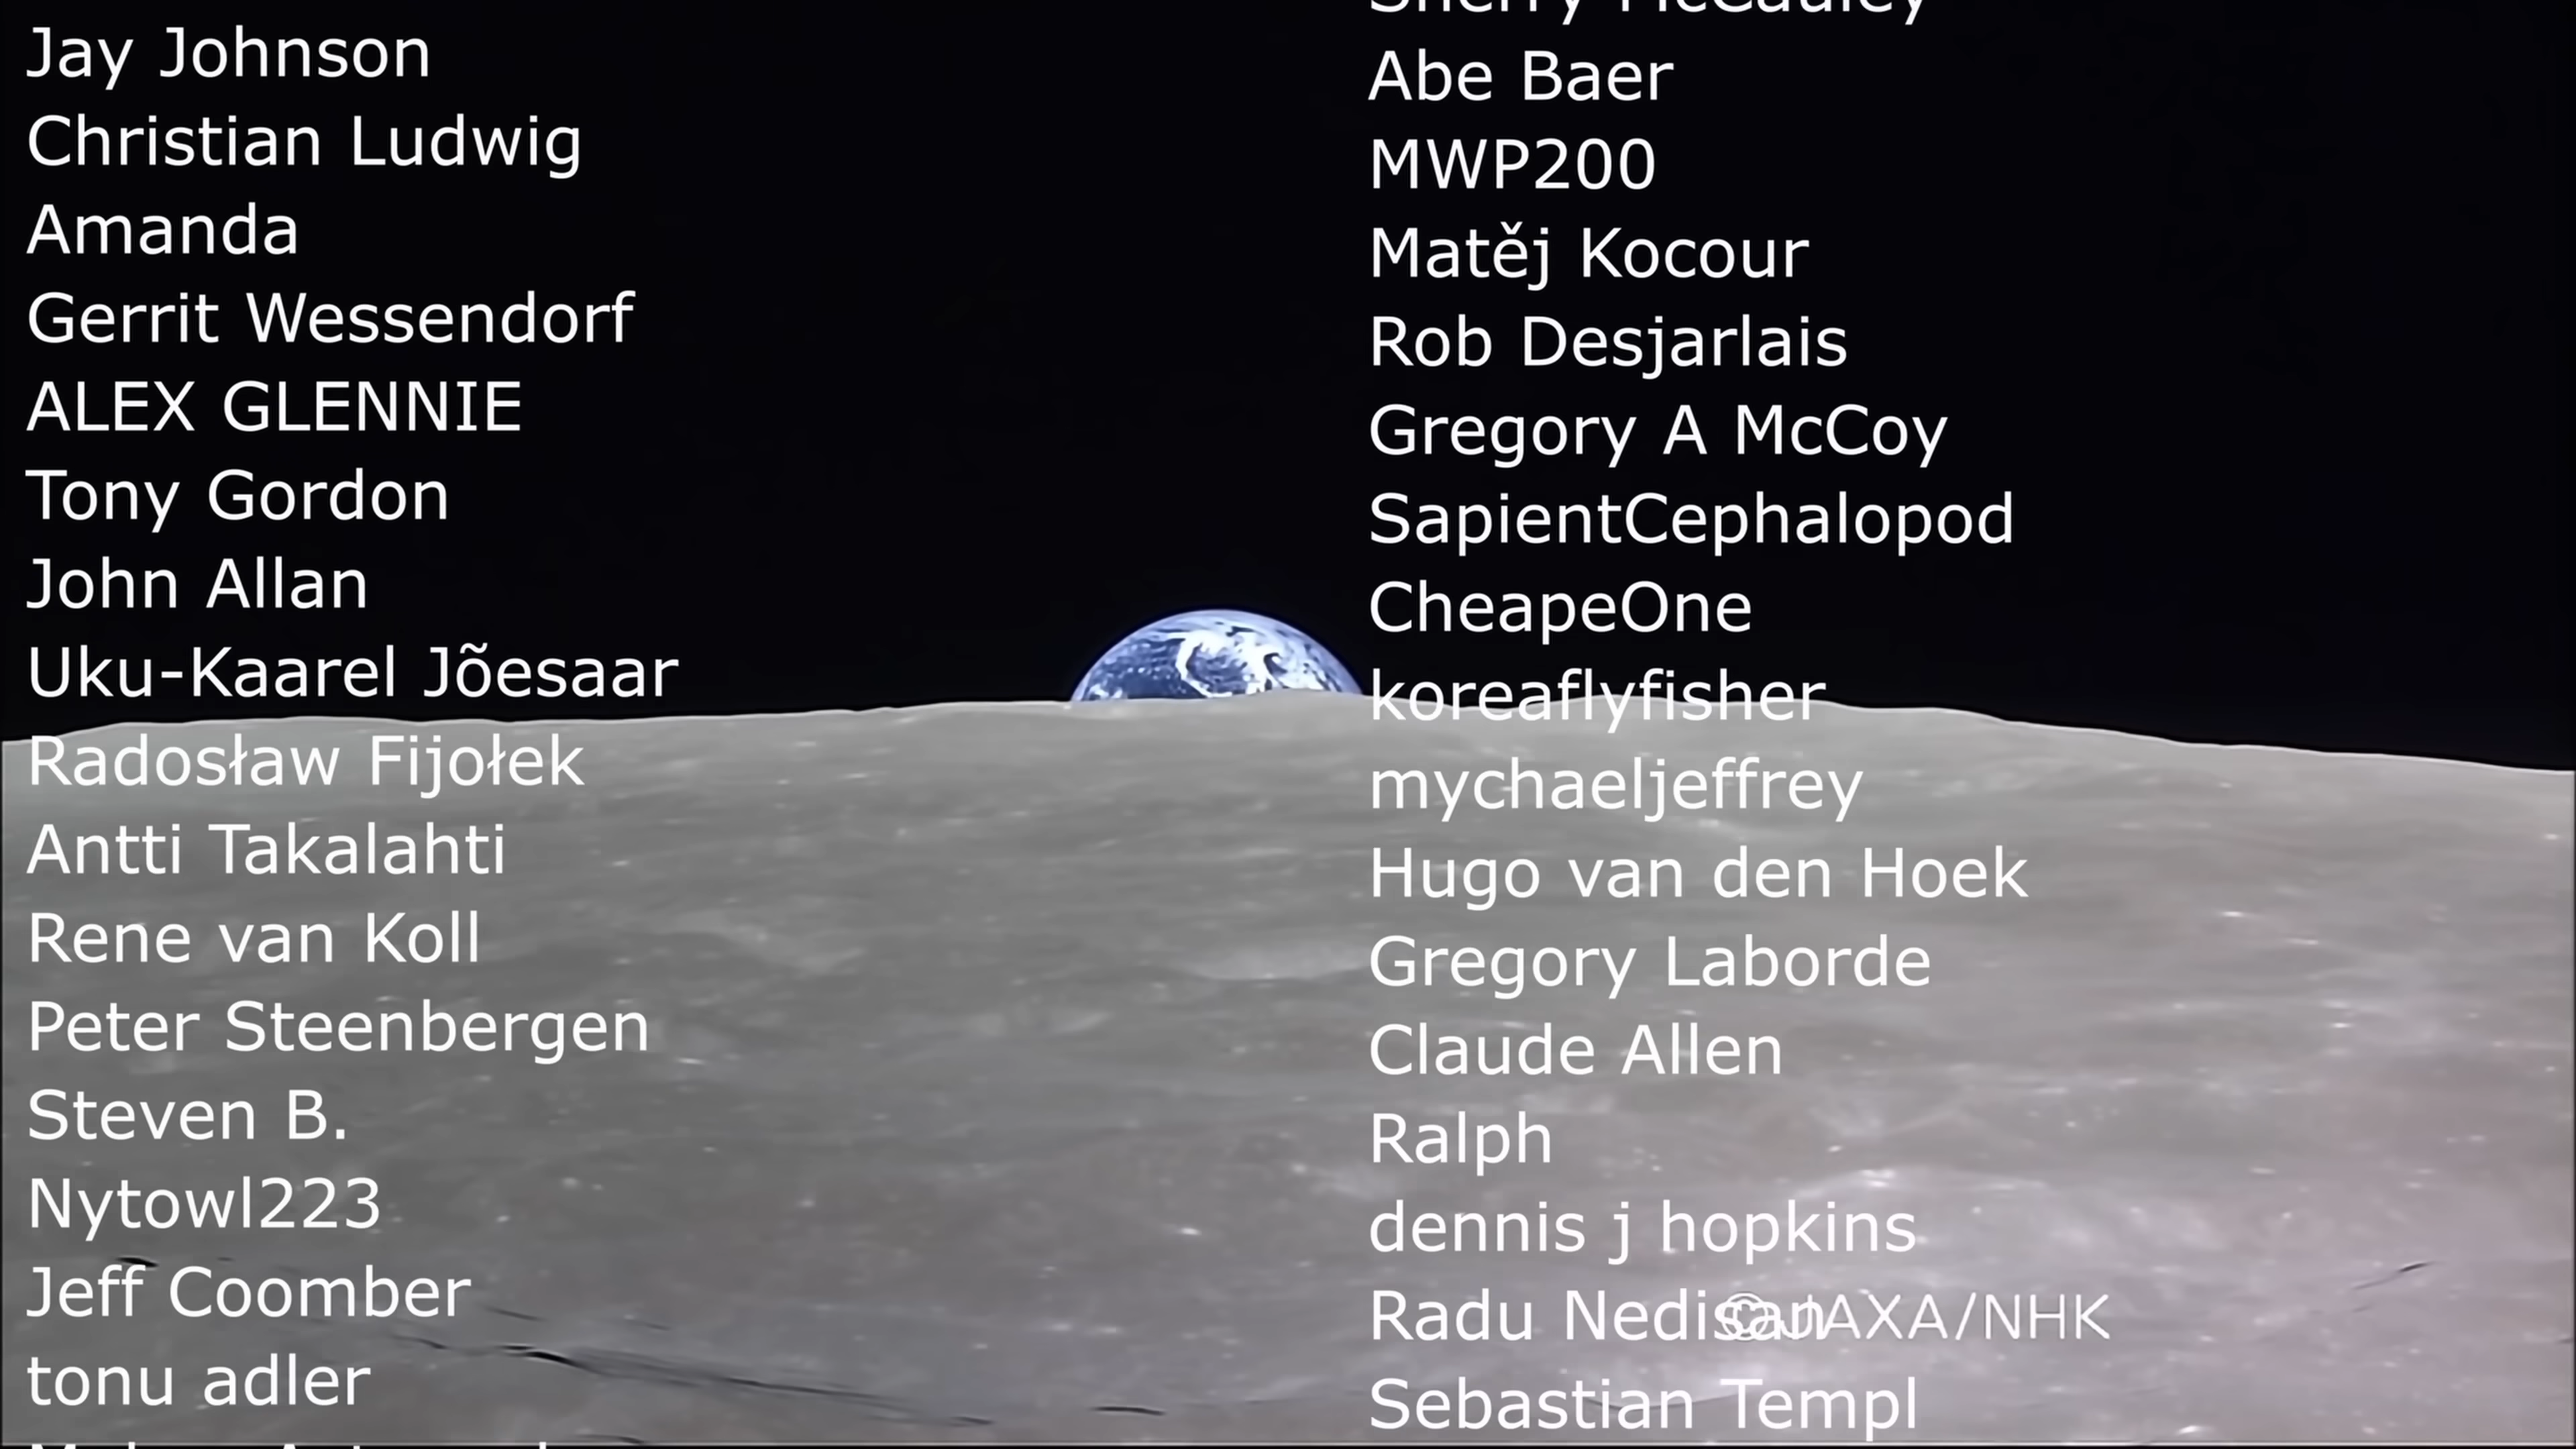 Jay Johnson
Christian Ludwig
Amanda
Gerrit Wessendorf
ALEX GLENNIE
Tony Gordon
John Allan
Uku-Kaarel Jõesaar
Radosław Fijołek
Antti Takalahti
Rene van Koll
Peter Steenbergen
Steven B.
Nytowl223
Jeff Coomber
tonu adler
Sherry McCauley
Abe Baer
MWP200
Matěj Kocour
Rob Desjarlais
Gregory A McCoy
SapientCephalopod
CheapeOne
koreaflyfisher
mychaeljeffrey
Hugo van den Hoek
Gregory Laborde
Claude Allen
Ralph
dennis j hopkins
Radu Nedisan
©JAXA/NHK
Sebastian Templ